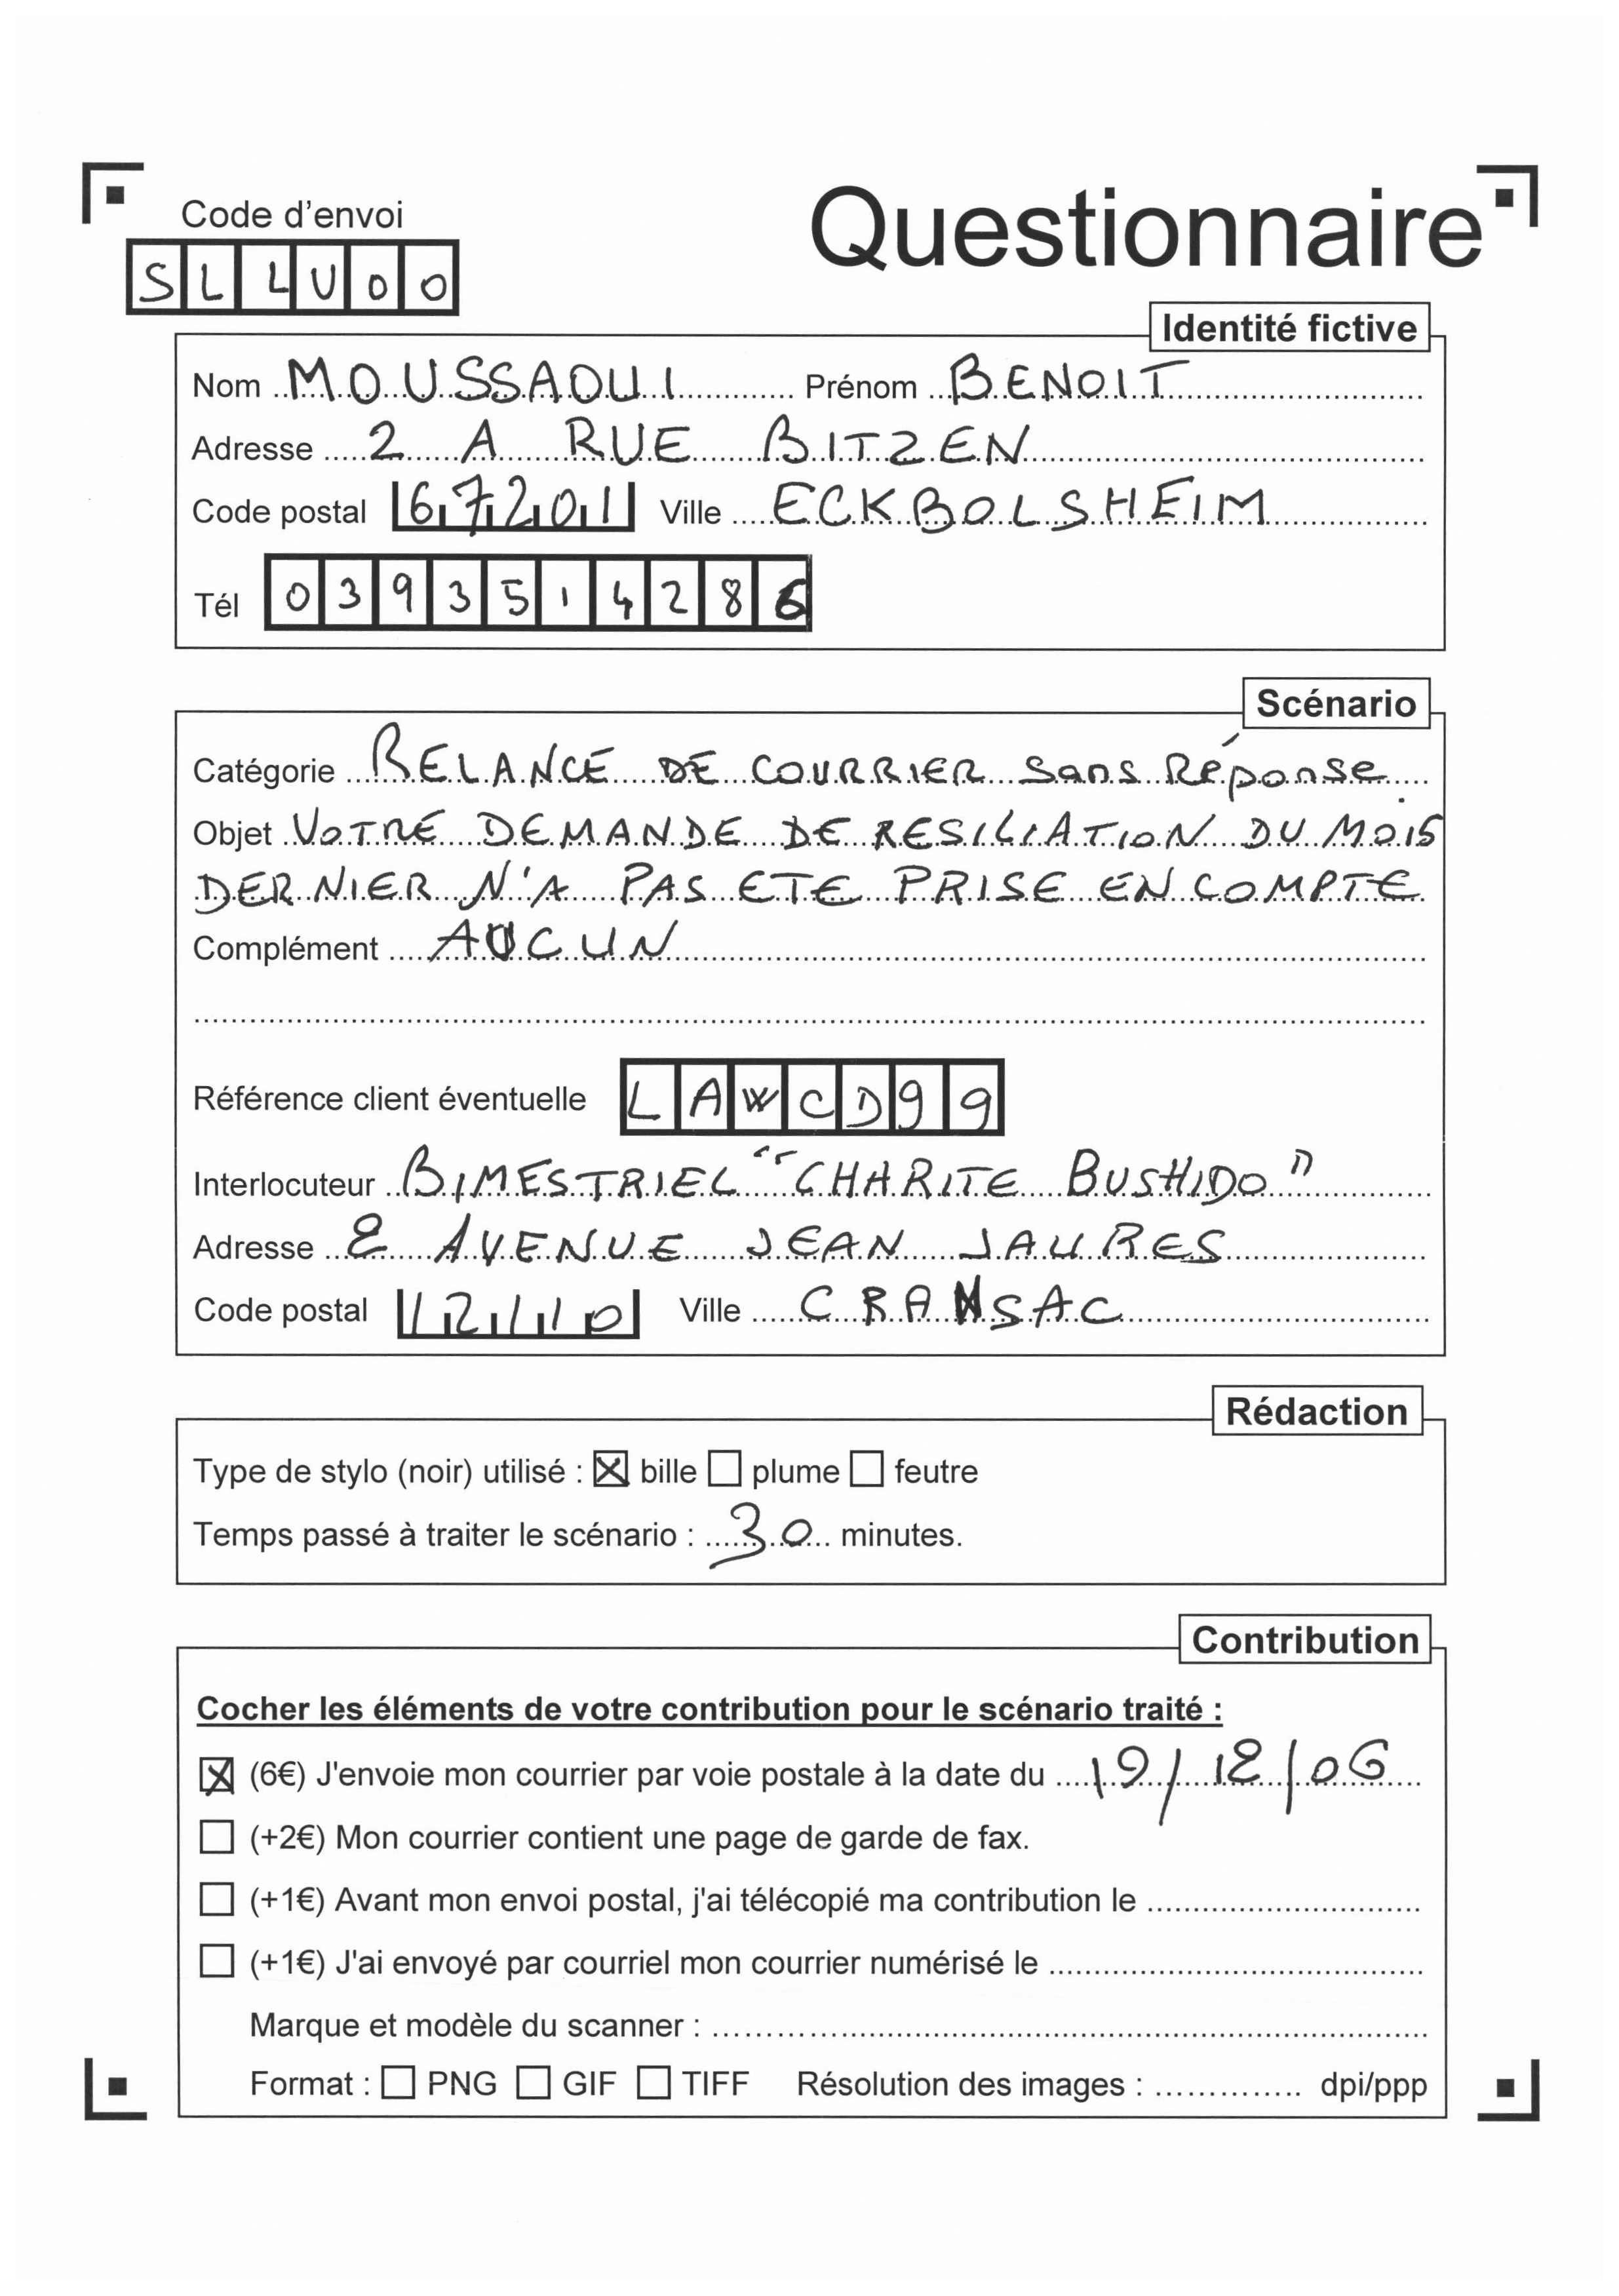 Questionnaire
Code d'envoi
SLLU00
Identité fictive
Nom MOUSSAOUI Prénom BENOIT
Adresse 2 A RUE BITZEN
Code postal 67201 Ville ECKBOLSHEIM
Tél 0393514286
Scénario
Catégorie RELANCE DE COURRIER Sans Réponse
Objet VOTRE DEMANDE DE RESILIATION DU MOIS
DERNIER N'A PAS ETE PRISE EN COMPTE
Complément AUCUN
Référence client éventuelle LAWCD99
Interlocuteur BIMESTRIEL "CHARITE BUSHIDO"
Adresse 2 AVENUE JEAN JAURES
Code postal 12110 Ville CRANSAC
Rédaction
Type de stylo (noir) utilisé : ☒ bille ☐ plume ☐ feutre
Temps passé à traiter le scénario : 30 minutes.
Contribution
Cocher les éléments de votre contribution pour le scénario traité :
☒ (6€) J'envoie mon courrier par voie postale à la date du 19/12/06
☐ (+2€) Mon courrier contient une page de garde de fax.
☐ (+1€) Avant mon envoi postal, j'ai télécopié ma contribution le
☐ (+1€) J'ai envoyé par courriel mon courrier numérisé le
Marque et modèle du scanner :
Format : ☐ PNG ☐ GIF ☐ TIFF Résolution des images : dpi/ppp